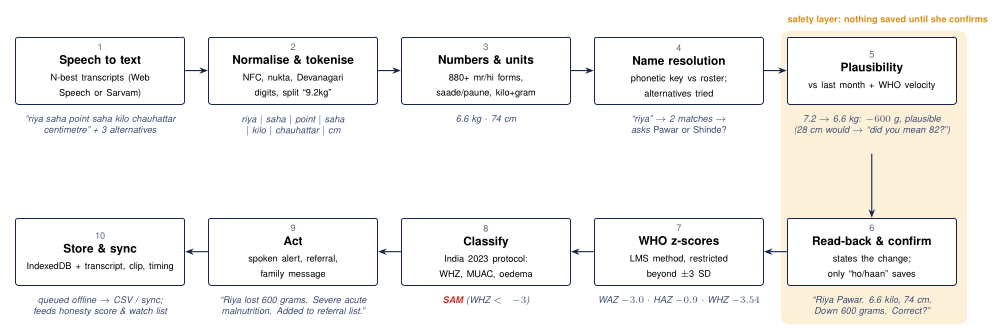 safety layer: nothing saved until she confirms
1
Speech to text
N-best transcripts (Web
Speech or Sarvam)
“riya saha point saha kilo chauhattar
centimetre” + 3 alternatives
2
Normalise & tokenise
NFC, nukta, Devanagari
digits, split “9.2kg”
riya | saha | point | saha
| kilo | chauhattar | cm
3
Numbers & units
880+ mr/hi forms,
saade/paune, kilo+gram
6.6 kg · 74 cm
4
Name resolution
phonetic key vs roster;
alternatives tried
“riya” → 2 matches →
asks Pawar or Shinde?
5
Plausibility
vs last month + WHO velocity
7.2 → 6.6 kg: −600 g, plausible
(28 cm would → “did you mean 82?”)
10
Store & sync
IndexedDB + transcript, clip, timing
queued offline → CSV / sync;
feeds honesty score & watch list
9
Act
spoken alert, referral,
family message
“Riya lost 600 grams. Severe acute
malnutrition. Added to referral list.”
8
Classify
India 2023 protocol:
WHZ, MUAC, oedema
SAM (WHZ < −3)
7
WHO z-scores
LMS method, restricted
beyond ±3 SD
WAZ −3.0 · HAZ −0.9 · WHZ −3.54
6
Read-back & confirm
states the change;
only “ho/haan” saves
“Riya Pawar. 6.6 kilo, 74 cm.
Down 600 grams. Correct?”